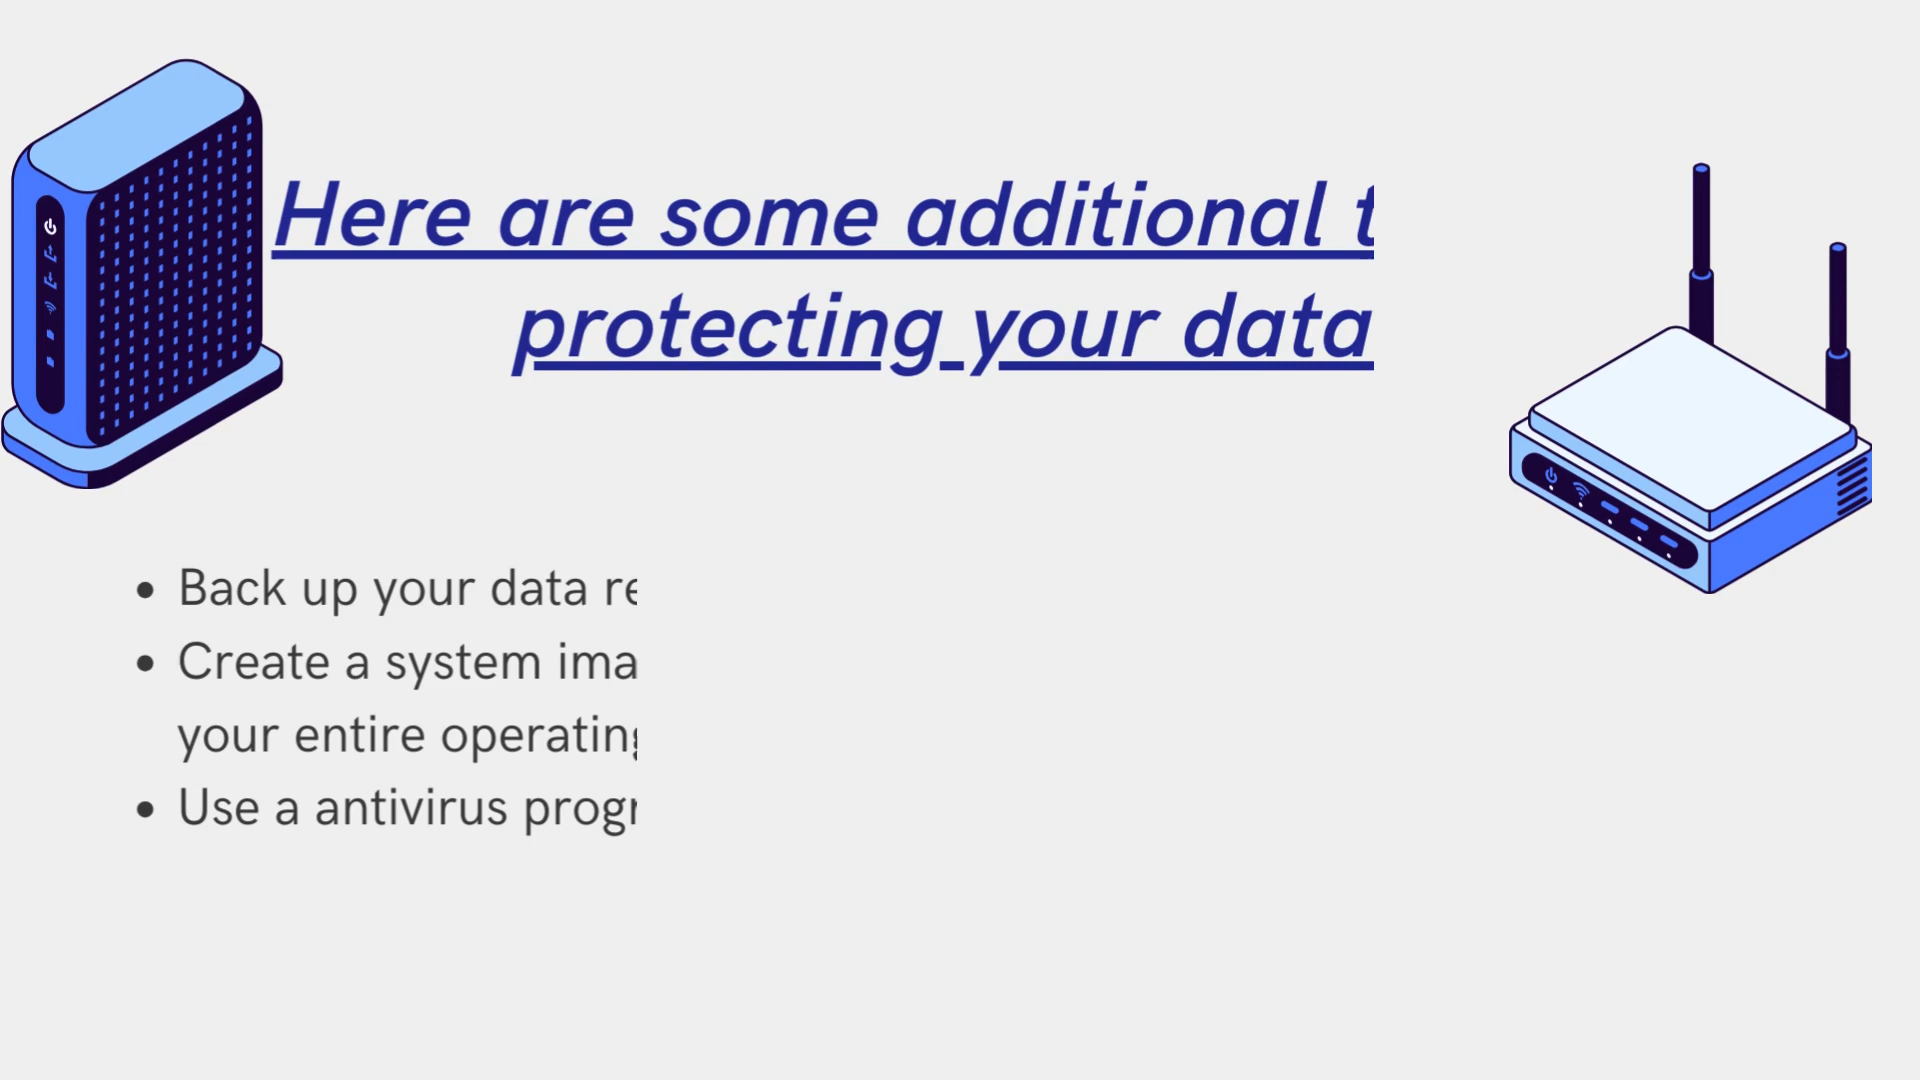 Here are some additional
protecting your data
• Back up your data
• Create a system
your entire
• Use a antivirus